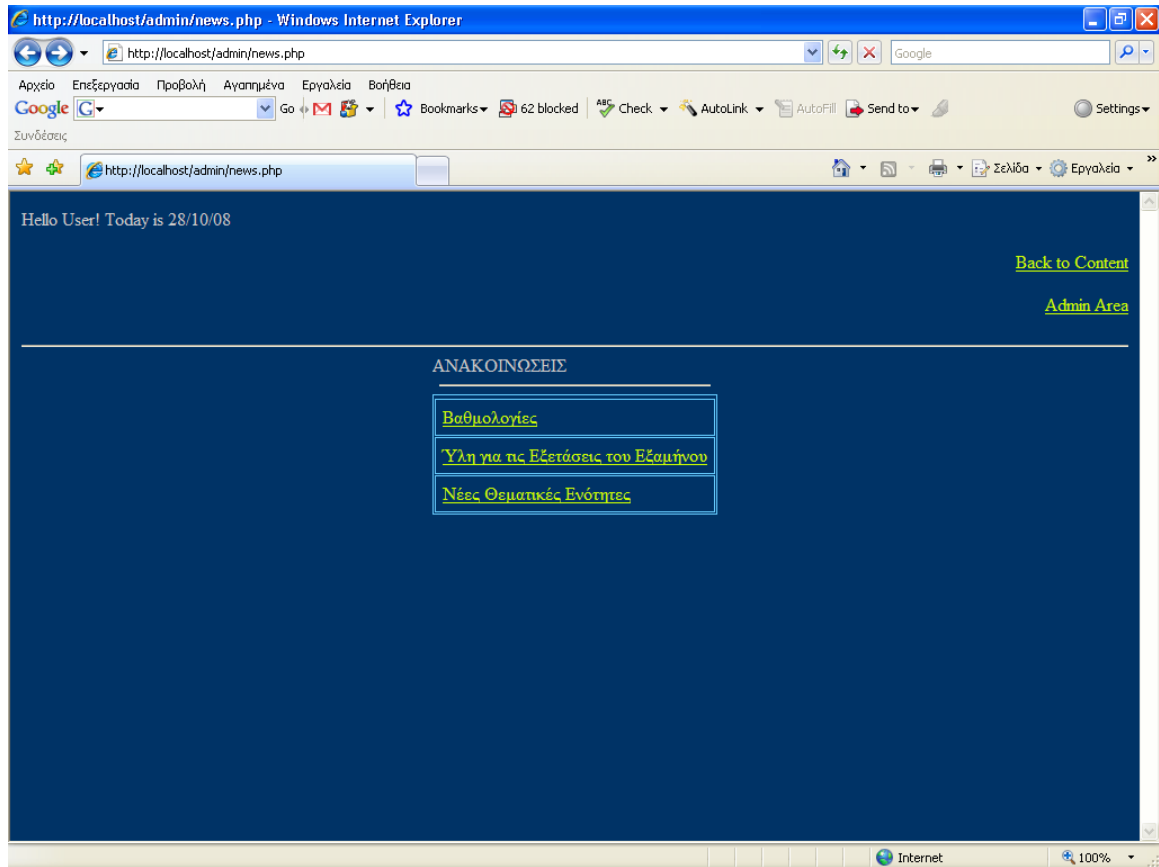 http://localhost/admin/news.php - Windows Internet Explorer
http://localhost/admin/news.php Google
Αρχείο Επεξεργασία Προβολή Αγαπημένα Εργαλεία Βοήθεια
Google G Go Bookmarks 62 blocked ABC Check AutoLink AutoFill Send to Settings
Συνδέσεις
http://localhost/admin/news.php Σελίδα Εργαλεία »
Hello User! Today is 28/10/08
Back to Content
Admin Area
ΑΝΑΚΟΙΝΩΣΕΙΣ
Βαθμολογίες
Ύλη για τις Εξετάσεις του Εξαμήνου
Νέες Θεματικές Ενότητες
Internet 100%